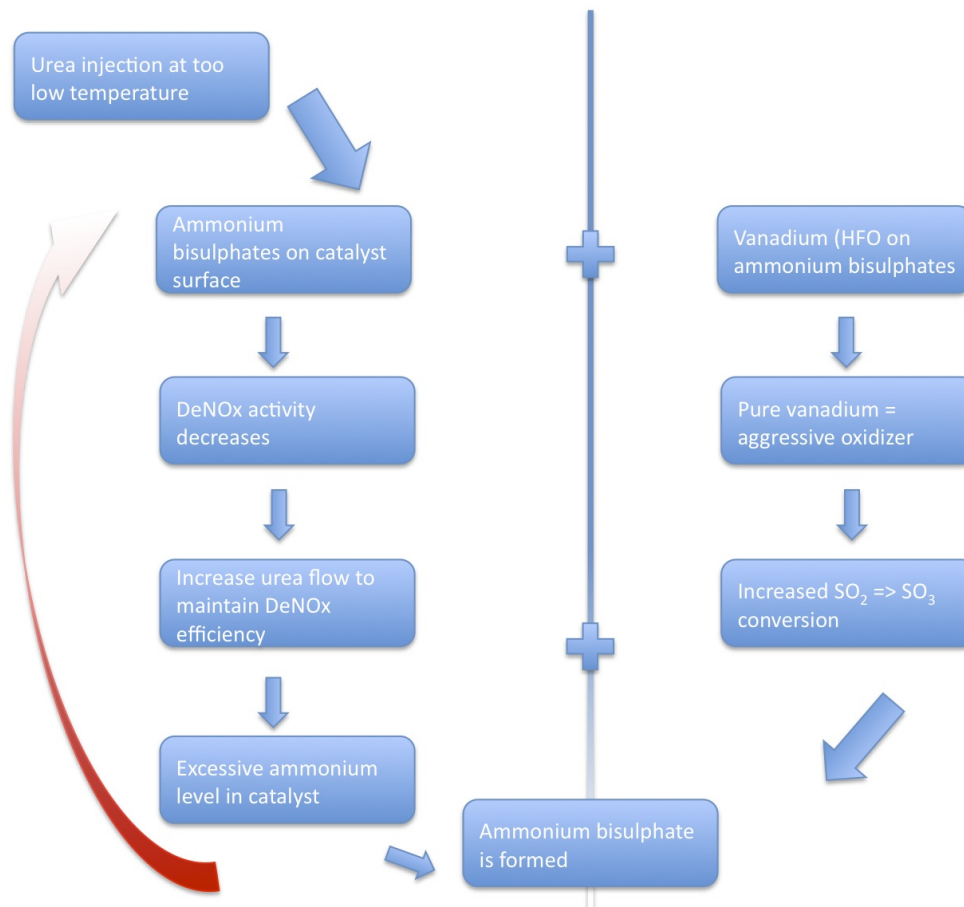 Urea injection at too
low temperature
Ammonium
bisulphates on catalyst
surface
DeNOx activity
decreases
Increase urea flow to
maintain DeNOx
efficiency
Excessive ammonium
level in catalyst
Vanadium (HFO on
ammonium bisulphates
Pure vanadium =
aggressive oxidizer
Increased SO₂ => SO₃
conversion
Ammonium bisulphate
is formed